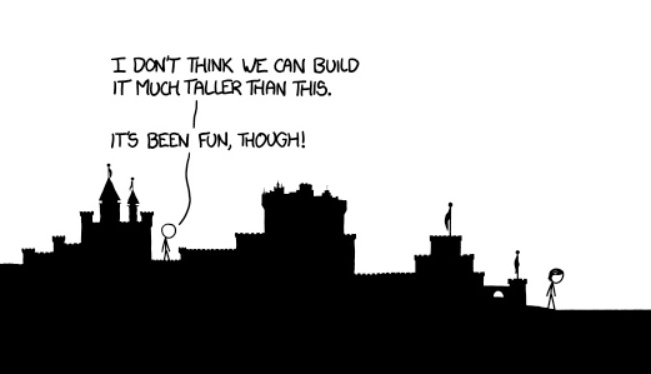 I DON'T THINK WE CAN BUILD
IT MUCH TALLER THAN THIS.
IT'S BEEN FUN, THOUGH!